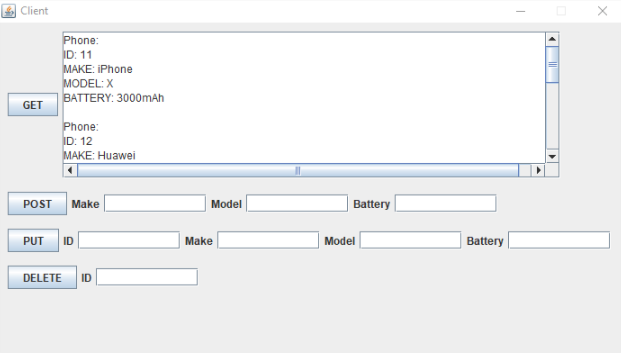 Client
GET
Phone:
ID: 11
MAKE: iPhone
MODEL: X
BATTERY: 3000mAh
Phone:
ID: 12
MAKE: Huawei
POST Make Model Battery
PUT ID Make Model Battery
DELETE ID